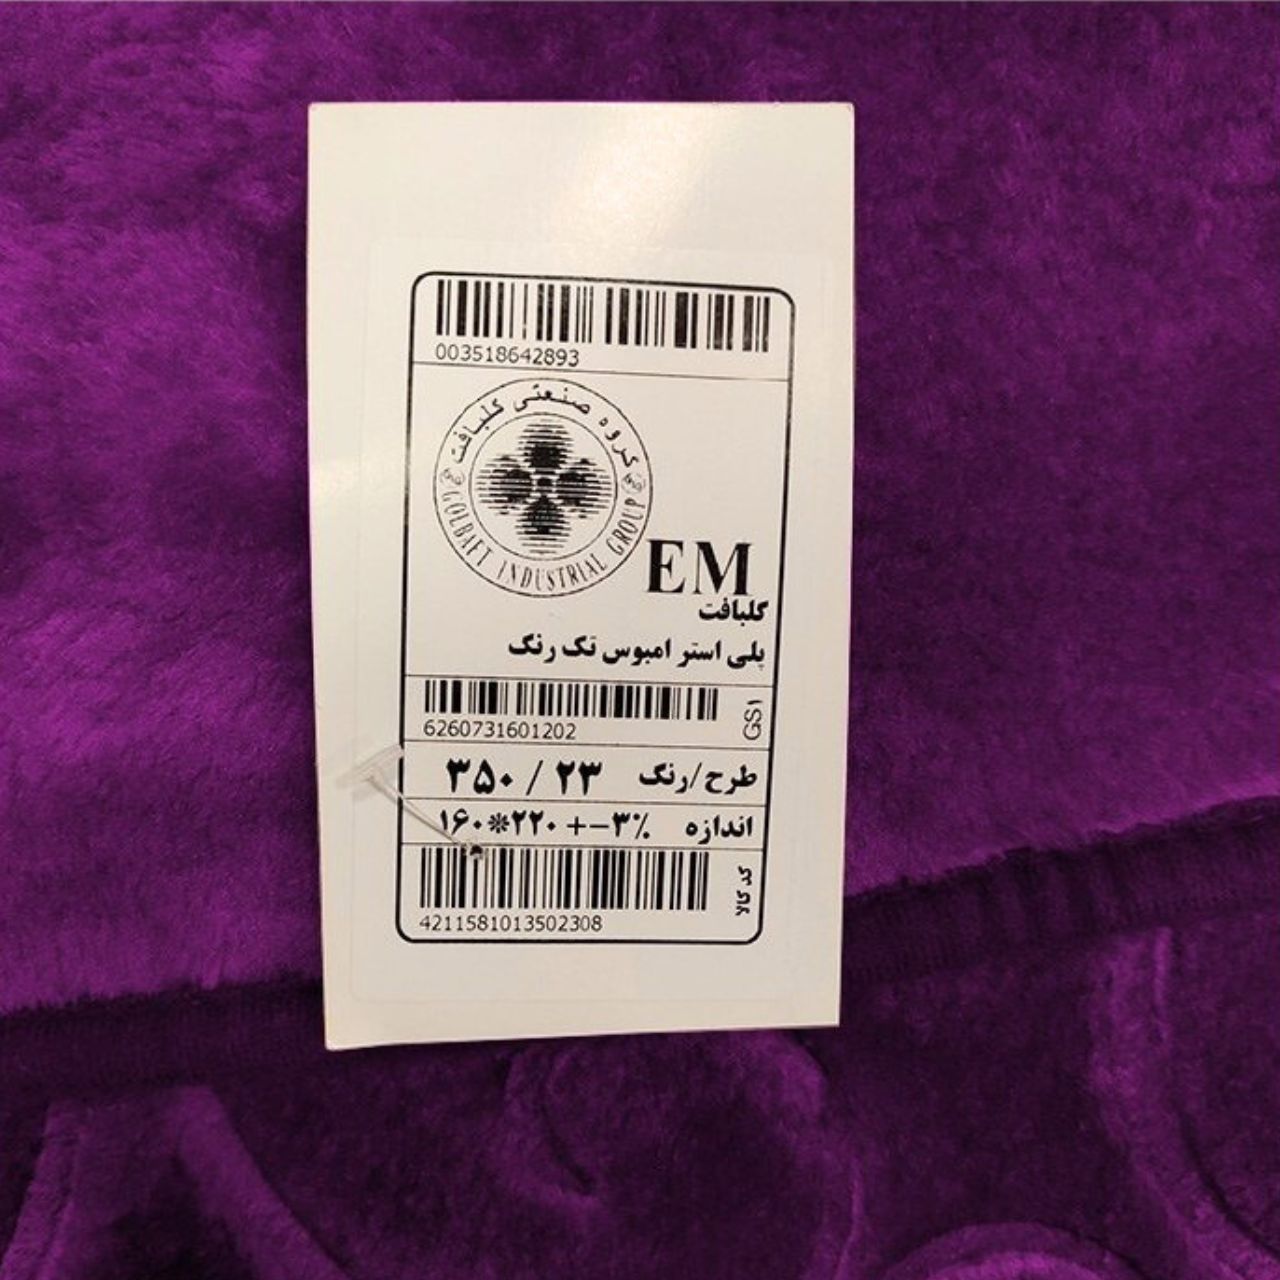 003518642893
گروه صنعتی گلبافت
GOLBAFT INDUSTRIAL GROUP
EM
گلبافت
پلی استر امبوس تک رنگ
6260731601202
GS1
طرح/رنگ ۲۳ / ۳۵۰
اندازه ۱۶۰*۲۲۰ +-۳٪
کد کالا
4211581013502308